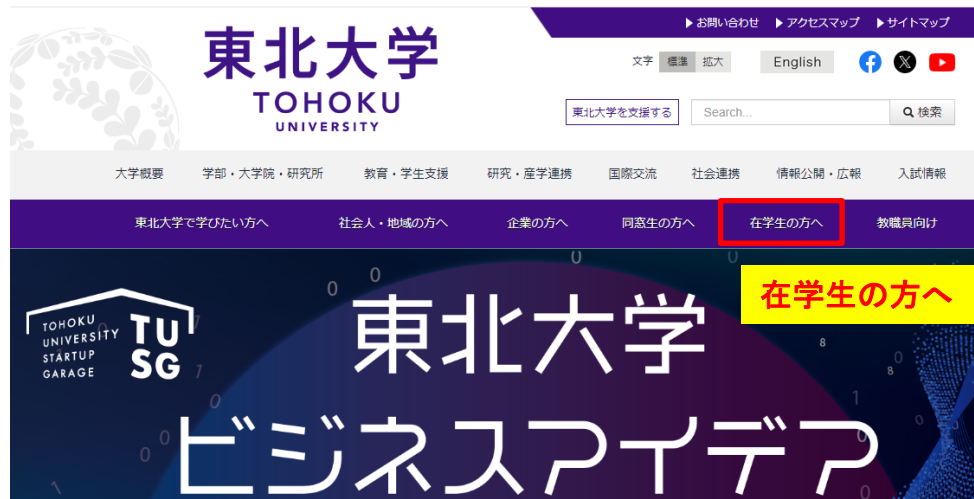 ▶お問い合わせ ▶アクセスマップ ▶サイトマップ
東北大学
TOHOKU
UNIVERSITY
文字 標準 拡大 English
東北大学を支援する Search... 検索
大学概要 学部・大学院・研究所 教育・学生支援 研究・産学連携 国際交流 社会連携 情報公開・広報 入試情報
東北大学で学びたい方へ 社会人・地域の方へ 企業の方へ 同窓生の方へ 在学生の方へ 教職員向け
在学生の方へ
TOHOKU
UNIVERSITY
STARTUP
GARAGE
TU
SG
東北大学
ビジネスアイデア